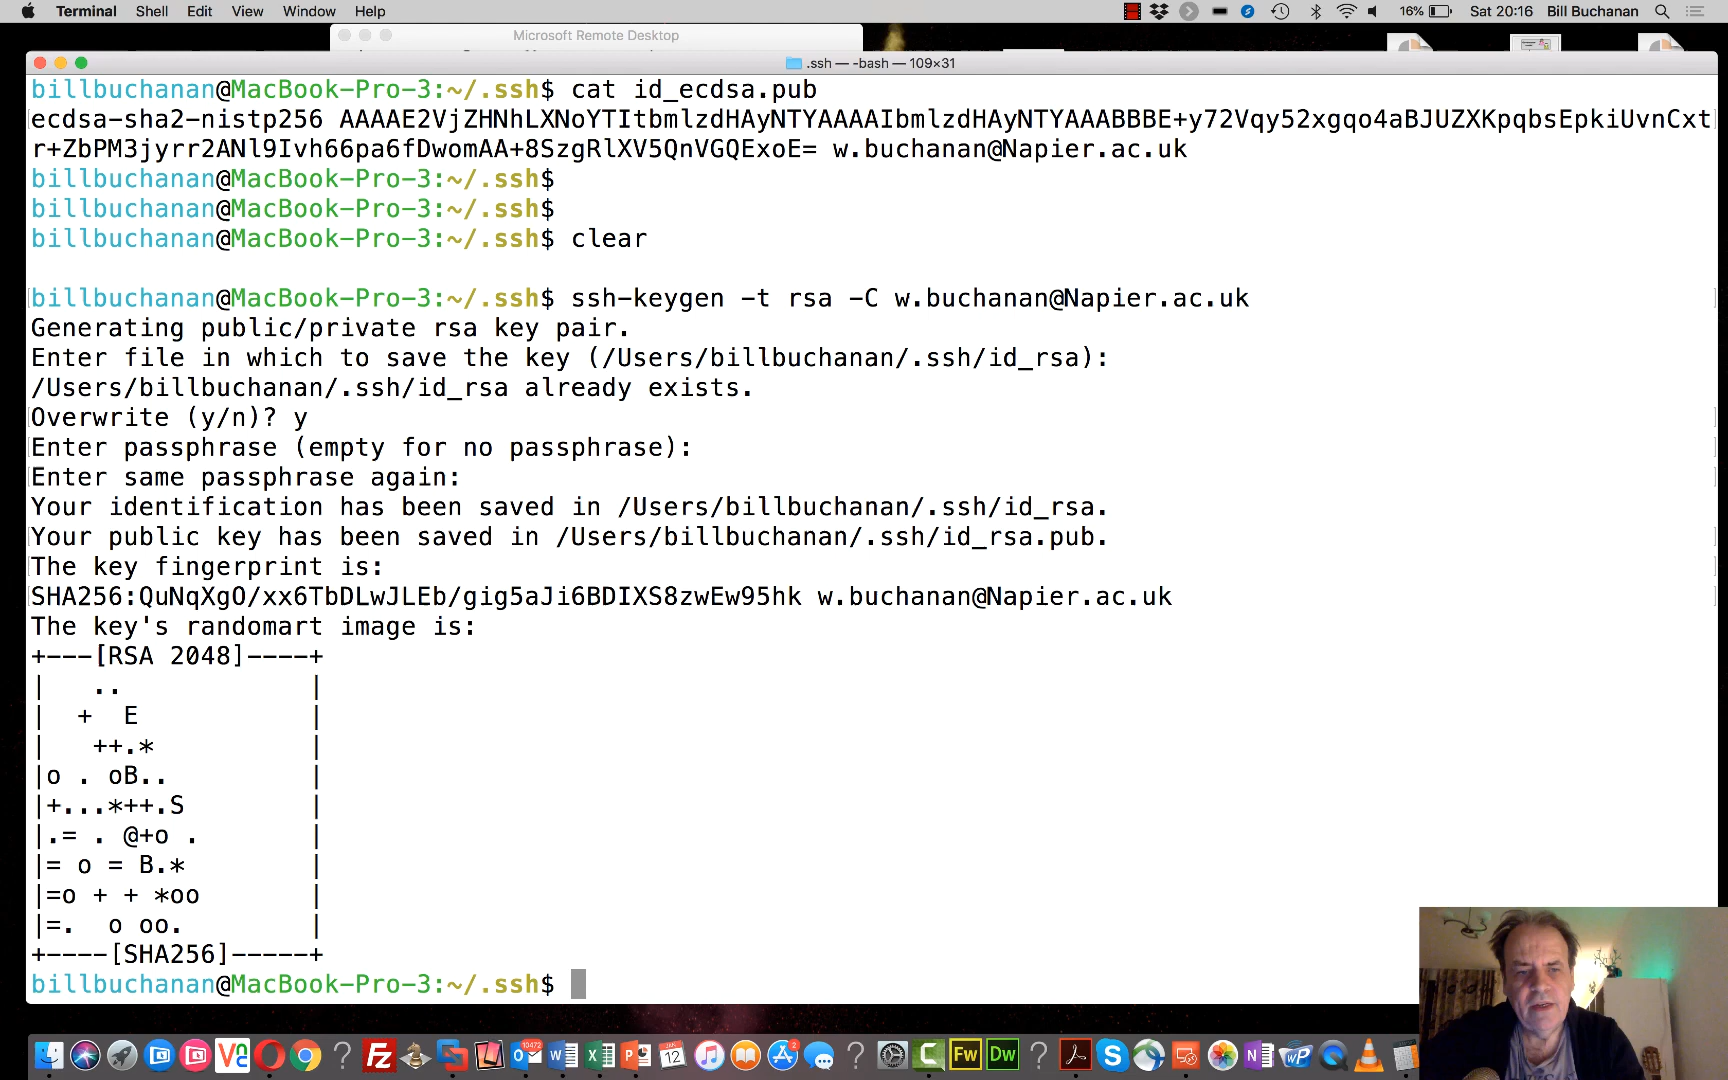 Terminal Shell Edit View Window Help 16% Sat 20:16 Bill Buchanan
Microsoft Remote Desktop
.ssh — -bash — 109×31
billbuchanan@MacBook-Pro-3:~/.ssh$ cat id_ecdsa.pub
ecdsa-sha2-nistp256 AAAAE2VjZHNhLXNoYTItbmlzdHAyNTYAAAAIbmlzdHAyNTYAAABBBE+y72Vqy52xgqo4aBJUZXKpqbsEpkiUvnCxt
r+ZbPM3jyrr2ANl9Ivh66pa6fDwomAA+8SzgRlXV5QnVGQExoE= w.buchanan@Napier.ac.uk
billbuchanan@MacBook-Pro-3:~/.ssh$
billbuchanan@MacBook-Pro-3:~/.ssh$
billbuchanan@MacBook-Pro-3:~/.ssh$ clear
billbuchanan@MacBook-Pro-3:~/.ssh$ ssh-keygen -t rsa -C w.buchanan@Napier.ac.uk
Generating public/private rsa key pair.
Enter file in which to save the key (/Users/billbuchanan/.ssh/id_rsa):
/Users/billbuchanan/.ssh/id_rsa already exists.
Overwrite (y/n)? y
Enter passphrase (empty for no passphrase):
Enter same passphrase again:
Your identification has been saved in /Users/billbuchanan/.ssh/id_rsa.
Your public key has been saved in /Users/billbuchanan/.ssh/id_rsa.pub.
The key fingerprint is:
SHA256:QuNqXgO/xx6TbDLwJLEb/gig5aJi6BDIXS8zwEw95hk w.buchanan@Napier.ac.uk
The key's randomart image is:
+---[RSA 2048]----+
|    ..           |
|   +  E          |
|    ++.*         |
|o . oB..         |
|+...*++.S        |
|.= . @+o .       |
|= o = B.*        |
|=o + + *oo       |
|=.  o oo.        |
+----[SHA256]-----+
billbuchanan@MacBook-Pro-3:~/.ssh$